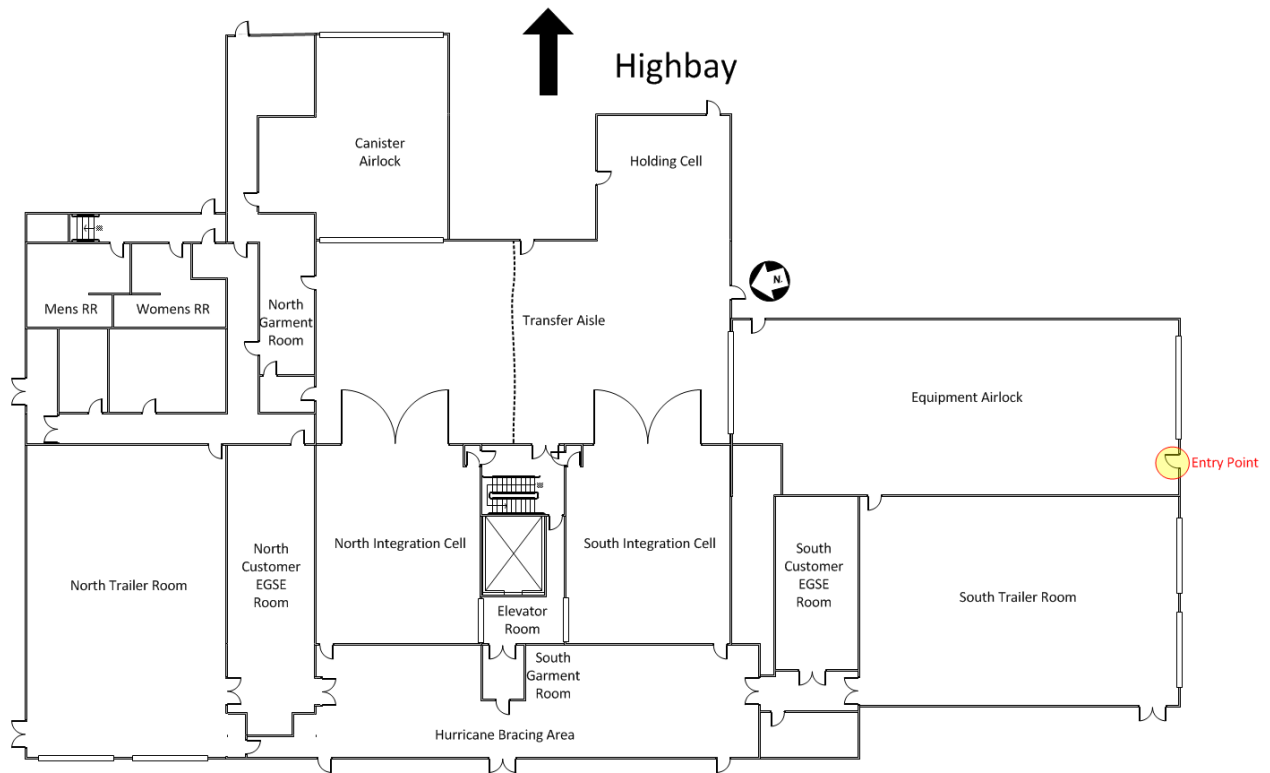 Highbay
Canister
Airlock
Holding Cell
N.
Mens RR
Womens RR
North
Garment
Room
Transfer Aisle
Equipment Airlock
Entry Point
North Trailer Room
North
Customer
EGSE
Room
North Integration Cell
South Integration Cell
South
Customer
EGSE
Room
South Trailer Room
Elevator
Room
South
Garment
Room
Hurricane Bracing Area